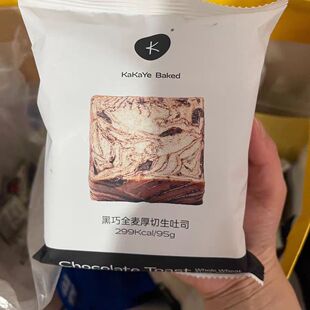 K
KaKaYe Baked
黑巧全麦厚切生吐司
299Kcal/95g
Chocolate Toast Whole Wheat